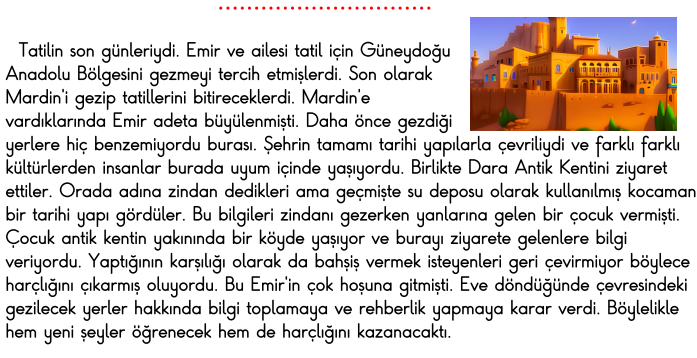 Tatilin son günleriydi. Emir ve ailesi tatil için Güneydoğu
Anadolu Bölgesini gezmeyi tercih etmişlerdi. Son olarak
Mardin'i gezip tatillerini bitireceklerdi. Mardin'e
vardıklarında Emir adeta büyülenmişti. Daha önce gezdiği
yerlere hiç benzemiyordu burası. Şehrin tamamı tarihi yapılarla çevriliydi ve farklı farklı
kültürlerden insanlar burada uyum içinde yaşıyordu. Birlikte Dara Antik Kentini ziyaret
ettiler. Orada adına zindan dedikleri ama geçmişte su deposu olarak kullanılmış kocaman
bir tarihi yapı gördüler. Bu bilgileri zindanı gezerken yanlarına gelen bir çocuk vermişti.
Çocuk antik kentin yakınında bir köyde yaşıyor ve burayı ziyarete gelenlere bilgi
veriyordu. Yaptığının karşılığı olarak da bahşiş vermek isteyenleri geri çevirmiyor böylece
harçlığını çıkarmış oluyordu. Bu Emir'in çok hoşuna gitmişti. Eve döndüğünde çevresindeki
gezilecek yerler hakkında bilgi toplamaya ve rehberlik yapmaya karar verdi. Böylelikle
hem yeni şeyler öğrenecek hem de harçlığını kazanacaktı.